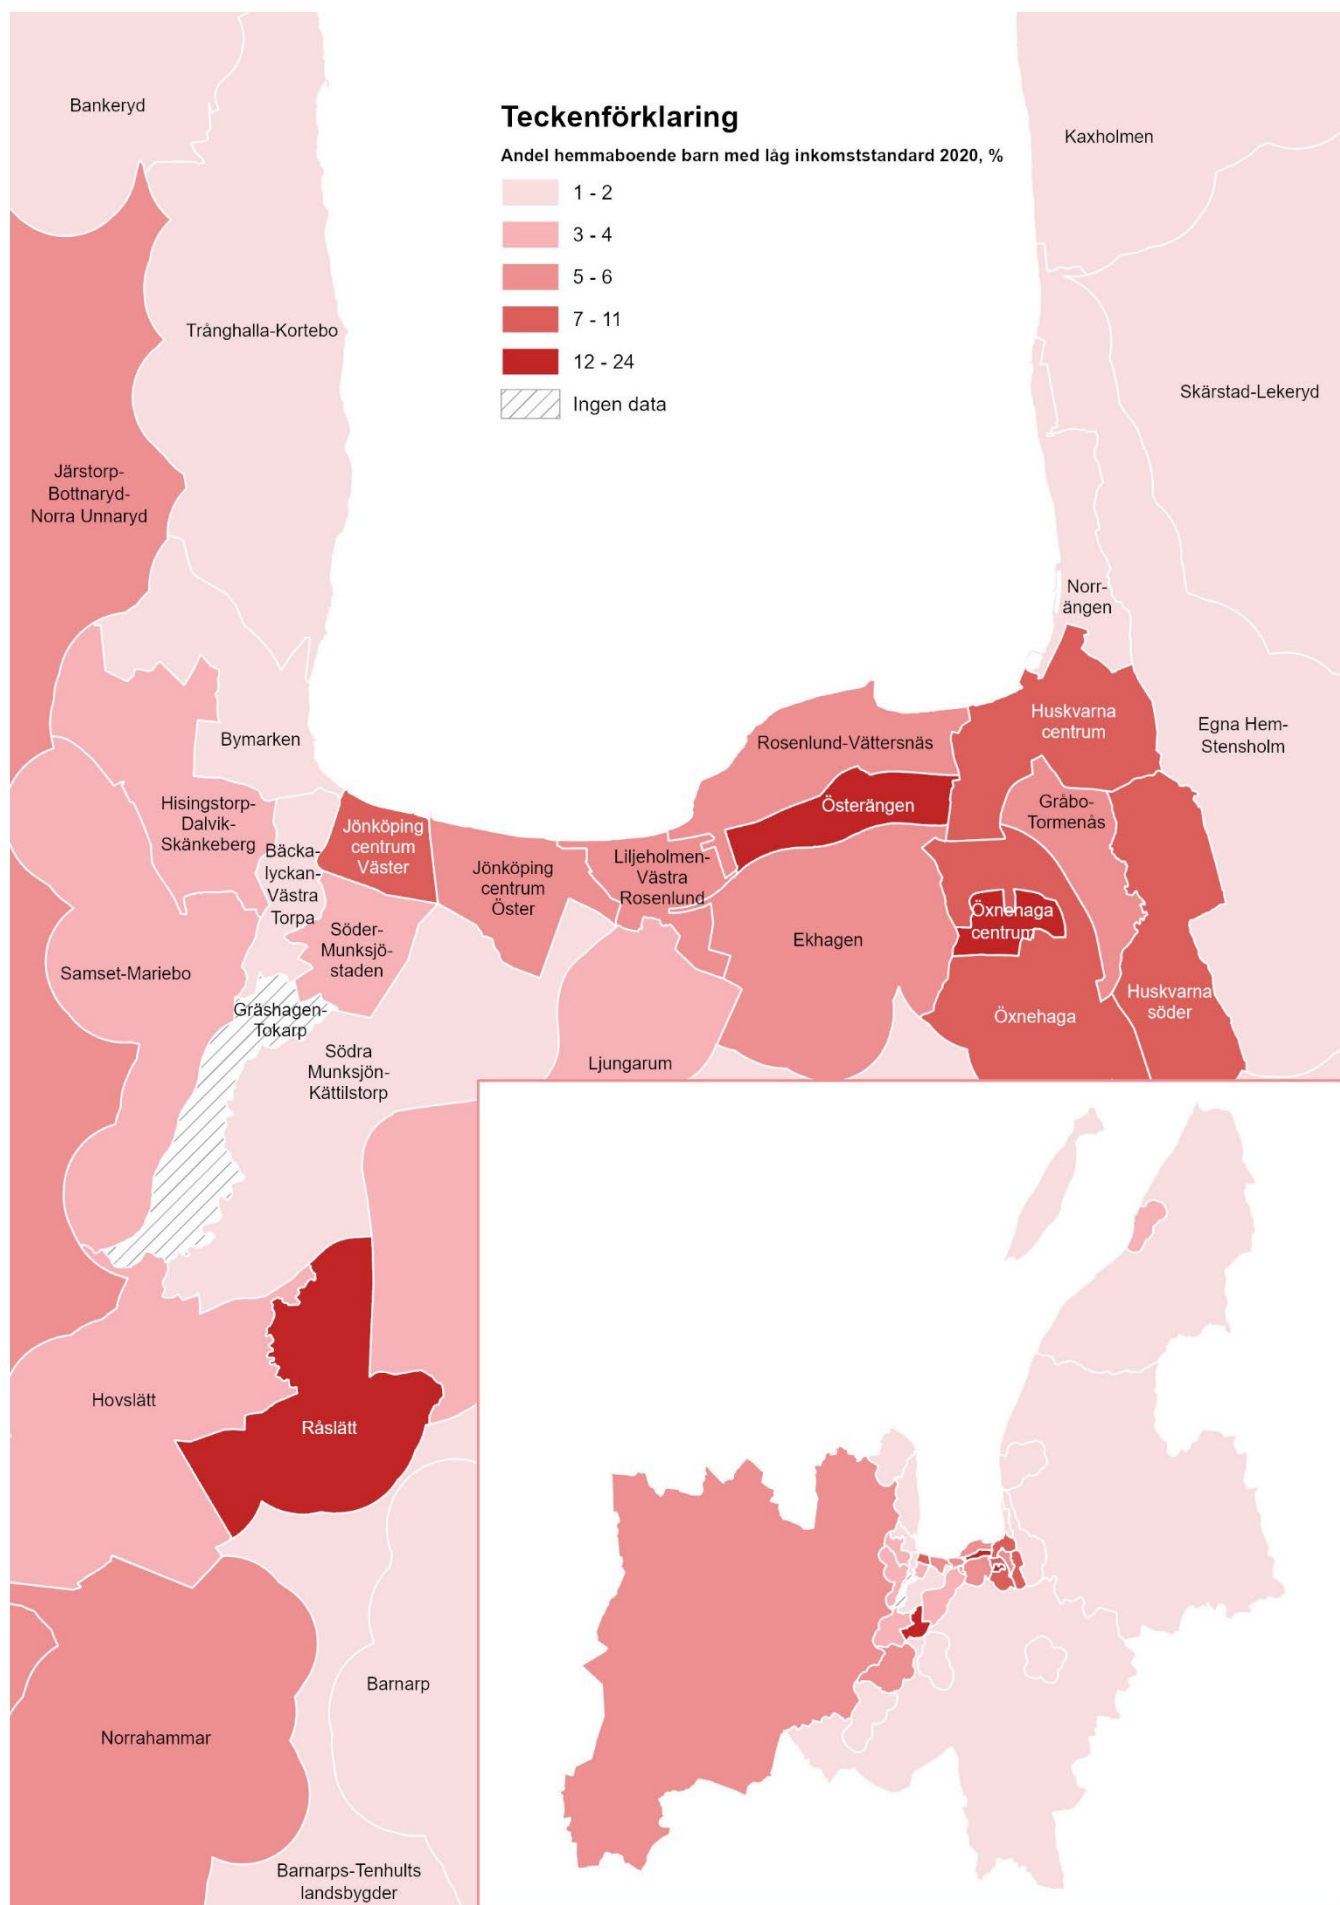 Teckenförklaring
Andel hemmaboende barn med låg inkomststandard 2020, %
1 - 2
3 - 4
5 - 6
7 - 11
12 - 24
Ingen data
Bankeryd
Kaxholmen
Trånghalla-Kortebo
Skärstad-Lekeryd
Järstorp-
Bottnaryd-
Norra Unnaryd
Norr-
ängen
Bymarken
Huskvarna
centrum
Egna Hem-
Stensholm
Rosenlund-Vättersnäs
Hisingstorp-
Dalvik-
Skänkeberg
Österängen
Gråbo-
Tormenås
Jönköping
centrum
Väster
Bäcka-
lyckan-
Västra
Torpa
Jönköping
centrum
Öster
Liljeholmen-
Västra
Rosenlund
Öxnehaga
centrum
Söder-
Munksjö-
staden
Ekhagen
Samset-Mariebo
Huskvarna
söder
Gräshagen-
Tokarp
Öxnehaga
Södra
Munksjön-
Kättilstorp
Ljungarum
Hovslätt
Råslätt
Barnarp
Norrahammar
Barnarps-Tenhults
landsbygder